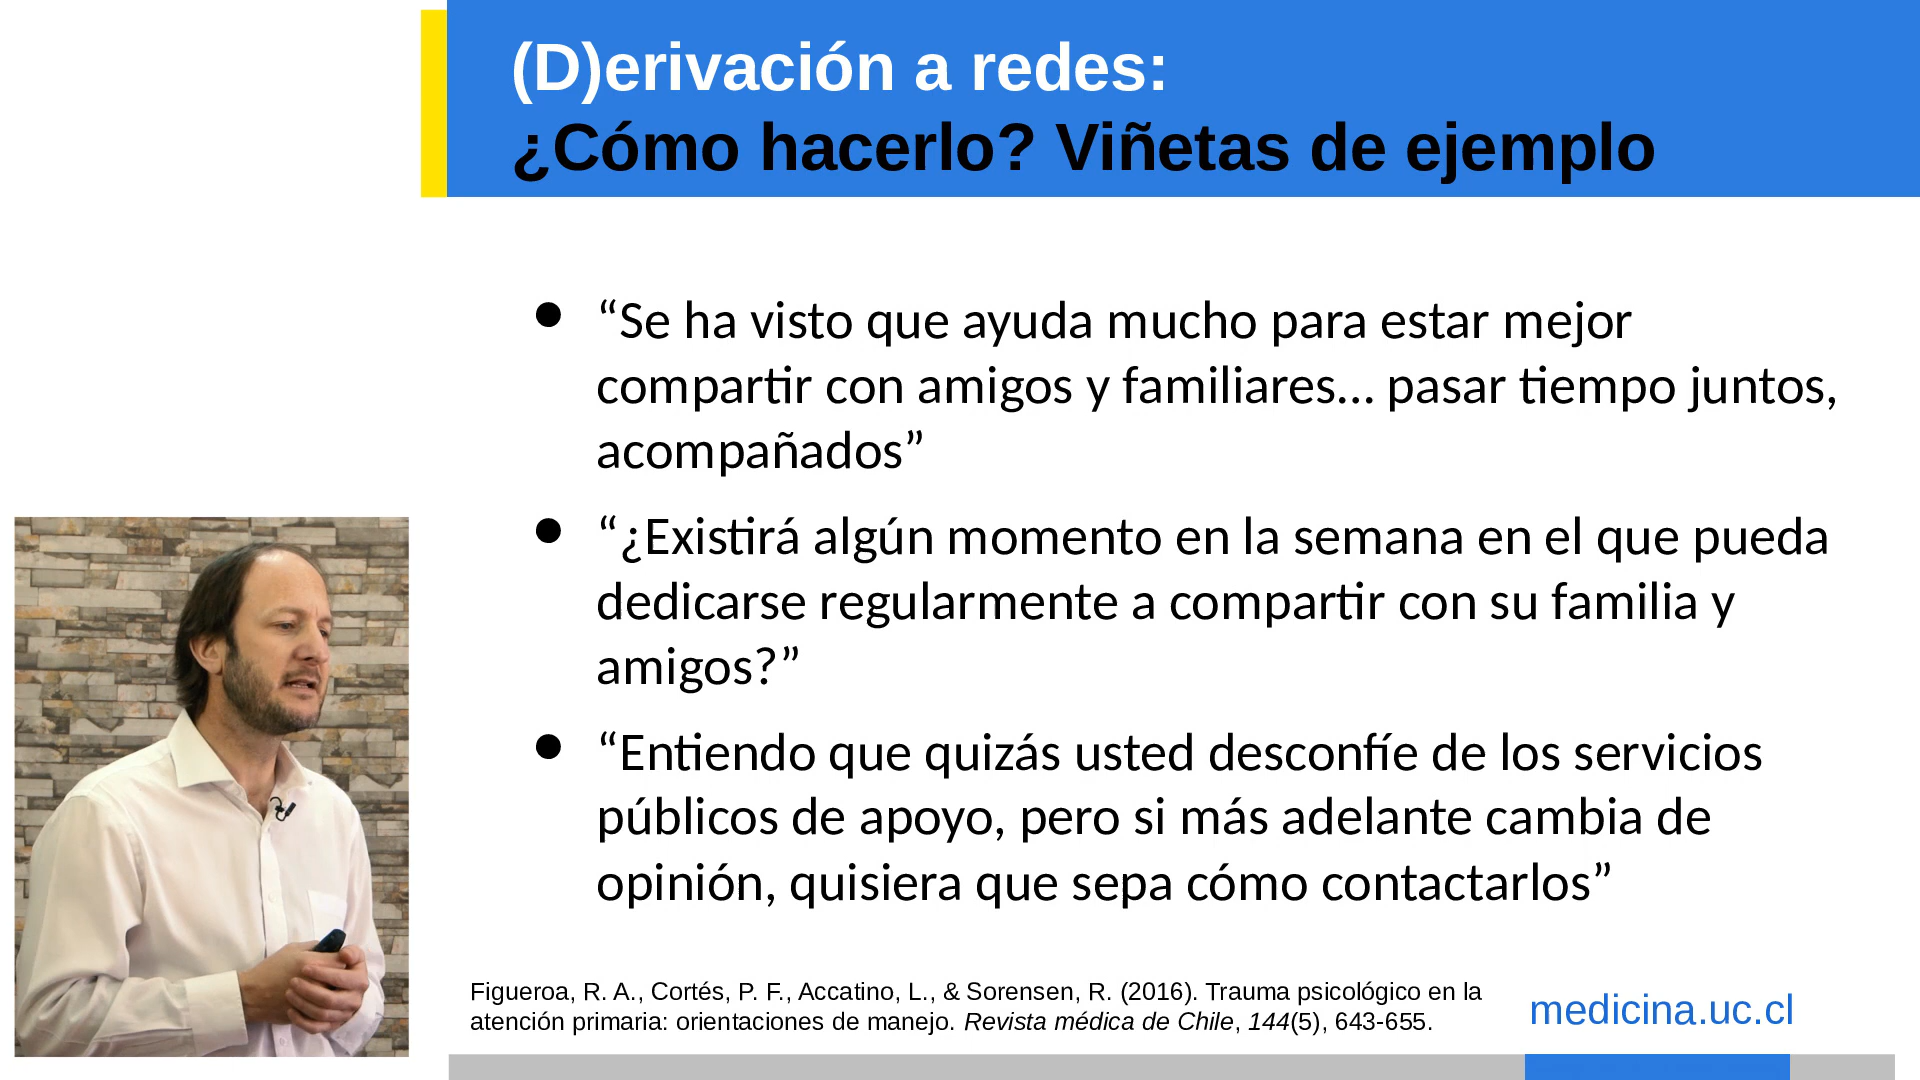 (D)erivación a redes:
¿Cómo hacerlo? Viñetas de ejemplo
● “Se ha visto que ayuda mucho para estar mejor
compartir con amigos y familiares... pasar tiempo juntos,
acompañados”
● “¿Existirá algún momento en la semana en el que pueda
dedicarse regularmente a compartir con su familia y
amigos?”
● “Entiendo que quizás usted desconfíe de los servicios
públicos de apoyo, pero si más adelante cambia de
opinión, quisiera que sepa cómo contactarlos”
Figueroa, R. A., Cortés, P. F., Accatino, L., & Sorensen, R. (2016). Trauma psicológico en la
atención primaria: orientaciones de manejo. Revista médica de Chile, 144(5), 643-655.
medicina.uc.cl